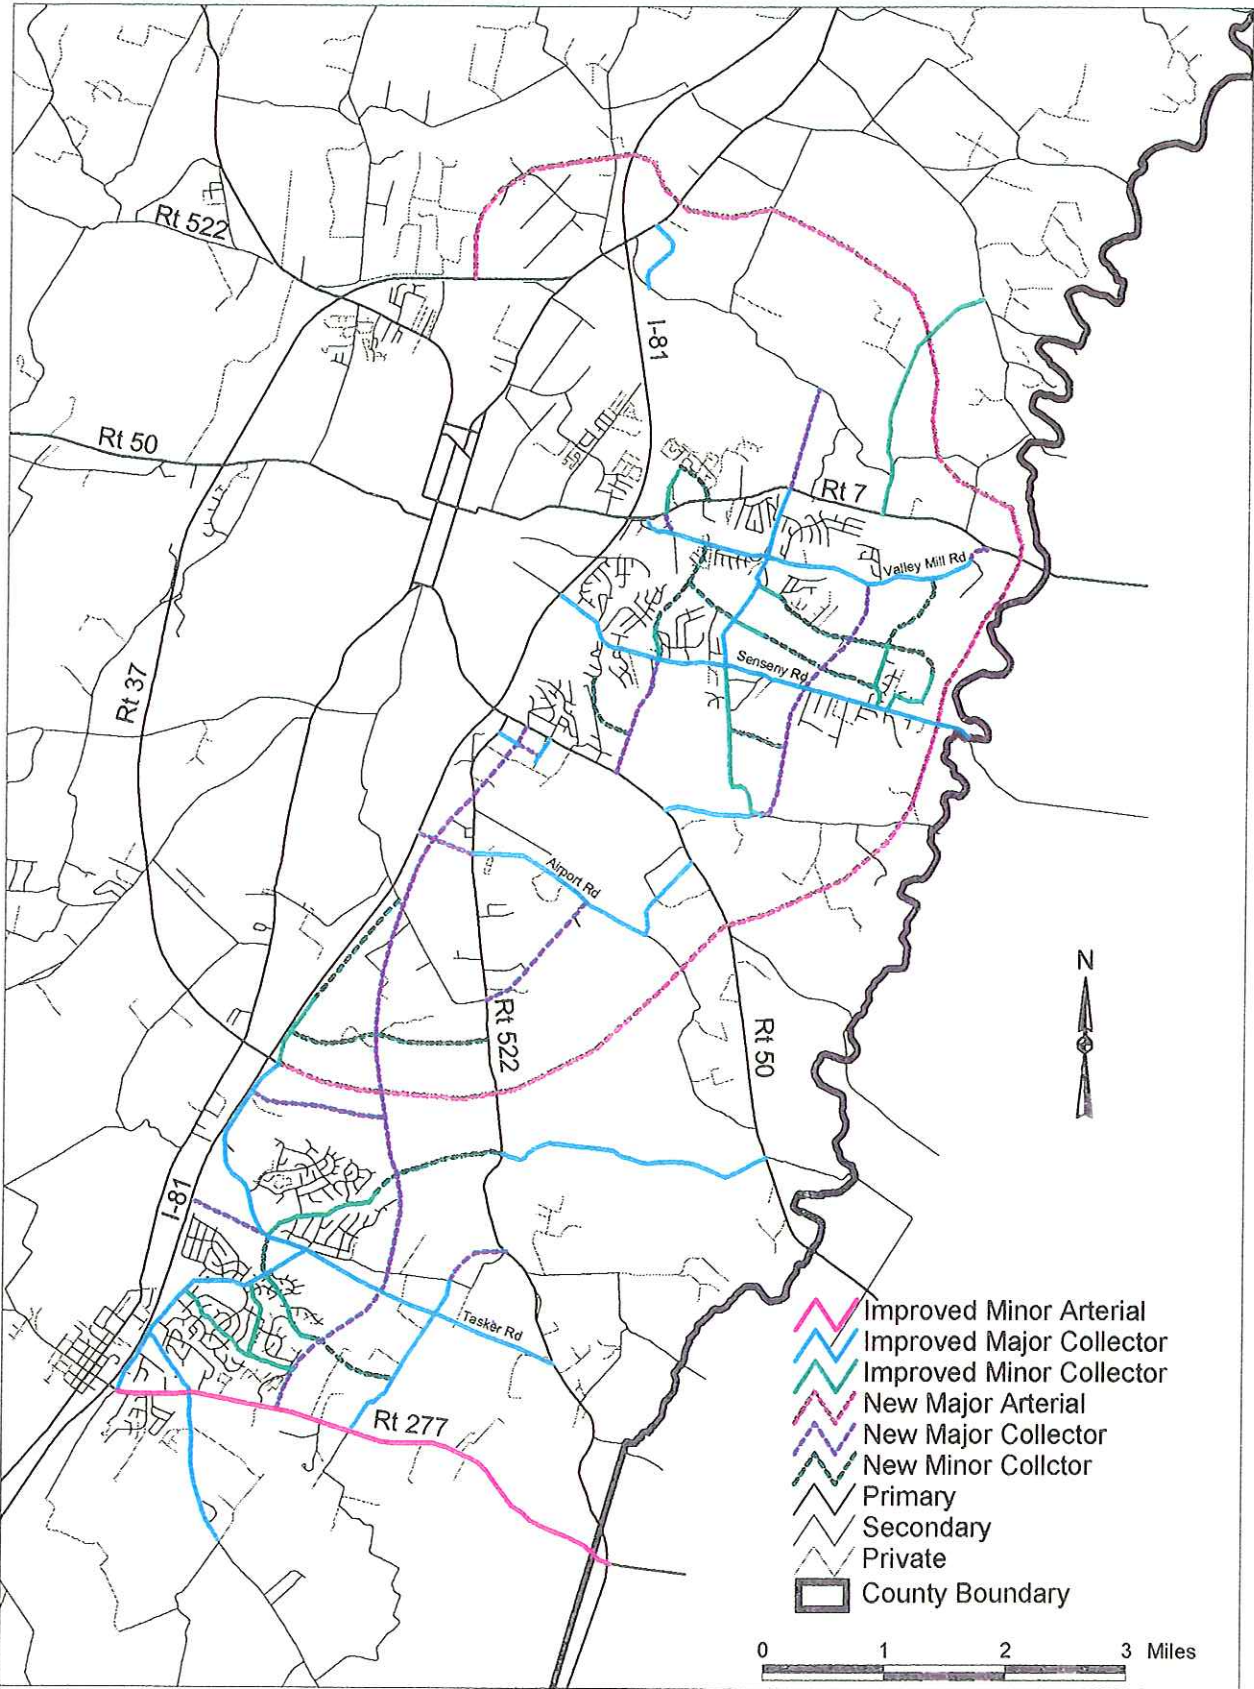 Rt 522
I-81
Rt 50
Rt 7
Valley Mill Rd
Senseny Rd
Rt 37
Airport Rd
N
Rt 522
Rt 50
I-81
Tasker Rd
Rt 277
Improved Minor Arterial
Improved Major Collector
Improved Minor Collector
New Major Arterial
New Major Collector
New Minor Collctor
Primary
Secondary
Private
County Boundary
0 1 2 3 Miles